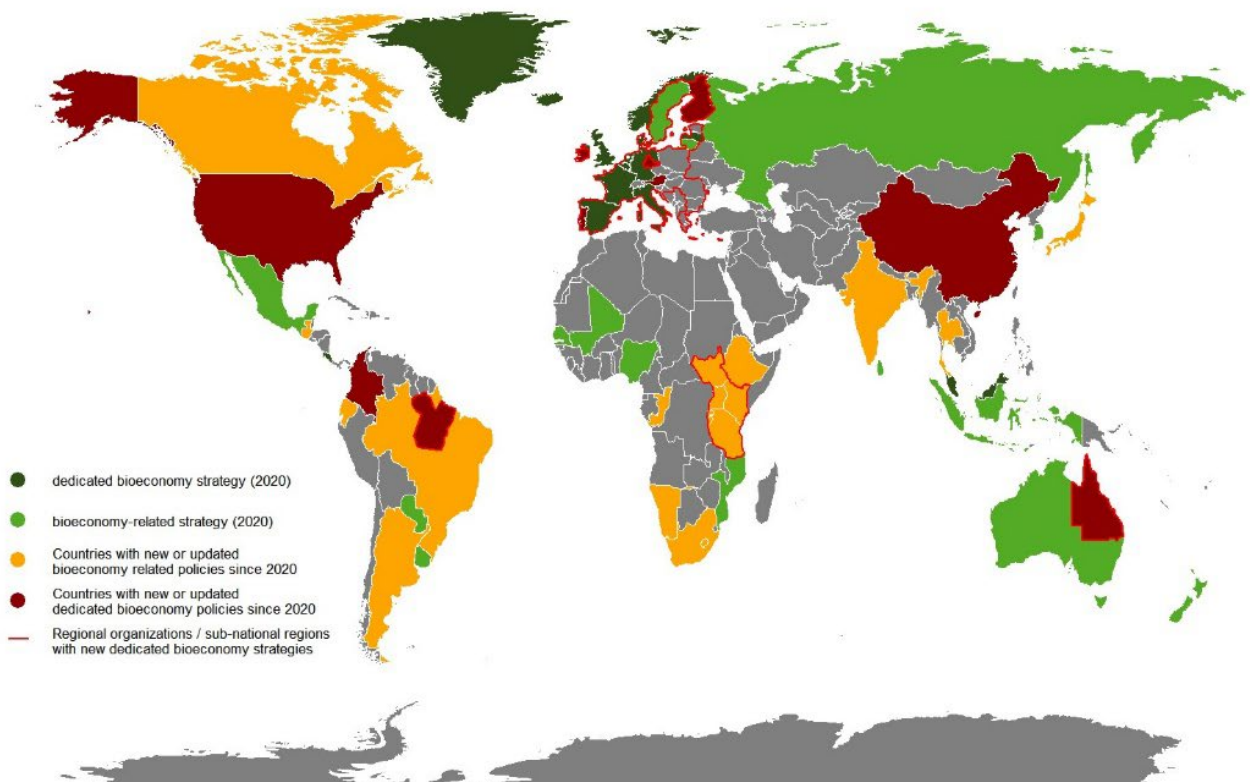 dedicated bioeconomy strategy (2020)
bioeconomy-related strategy (2020)
Countries with new or updated
bioeconomy related policies since 2020
Countries with new or updated
dedicated bioeconomy policies since 2020
Regional organizations / sub-national regions
with new dedicated bioeconomy strategies